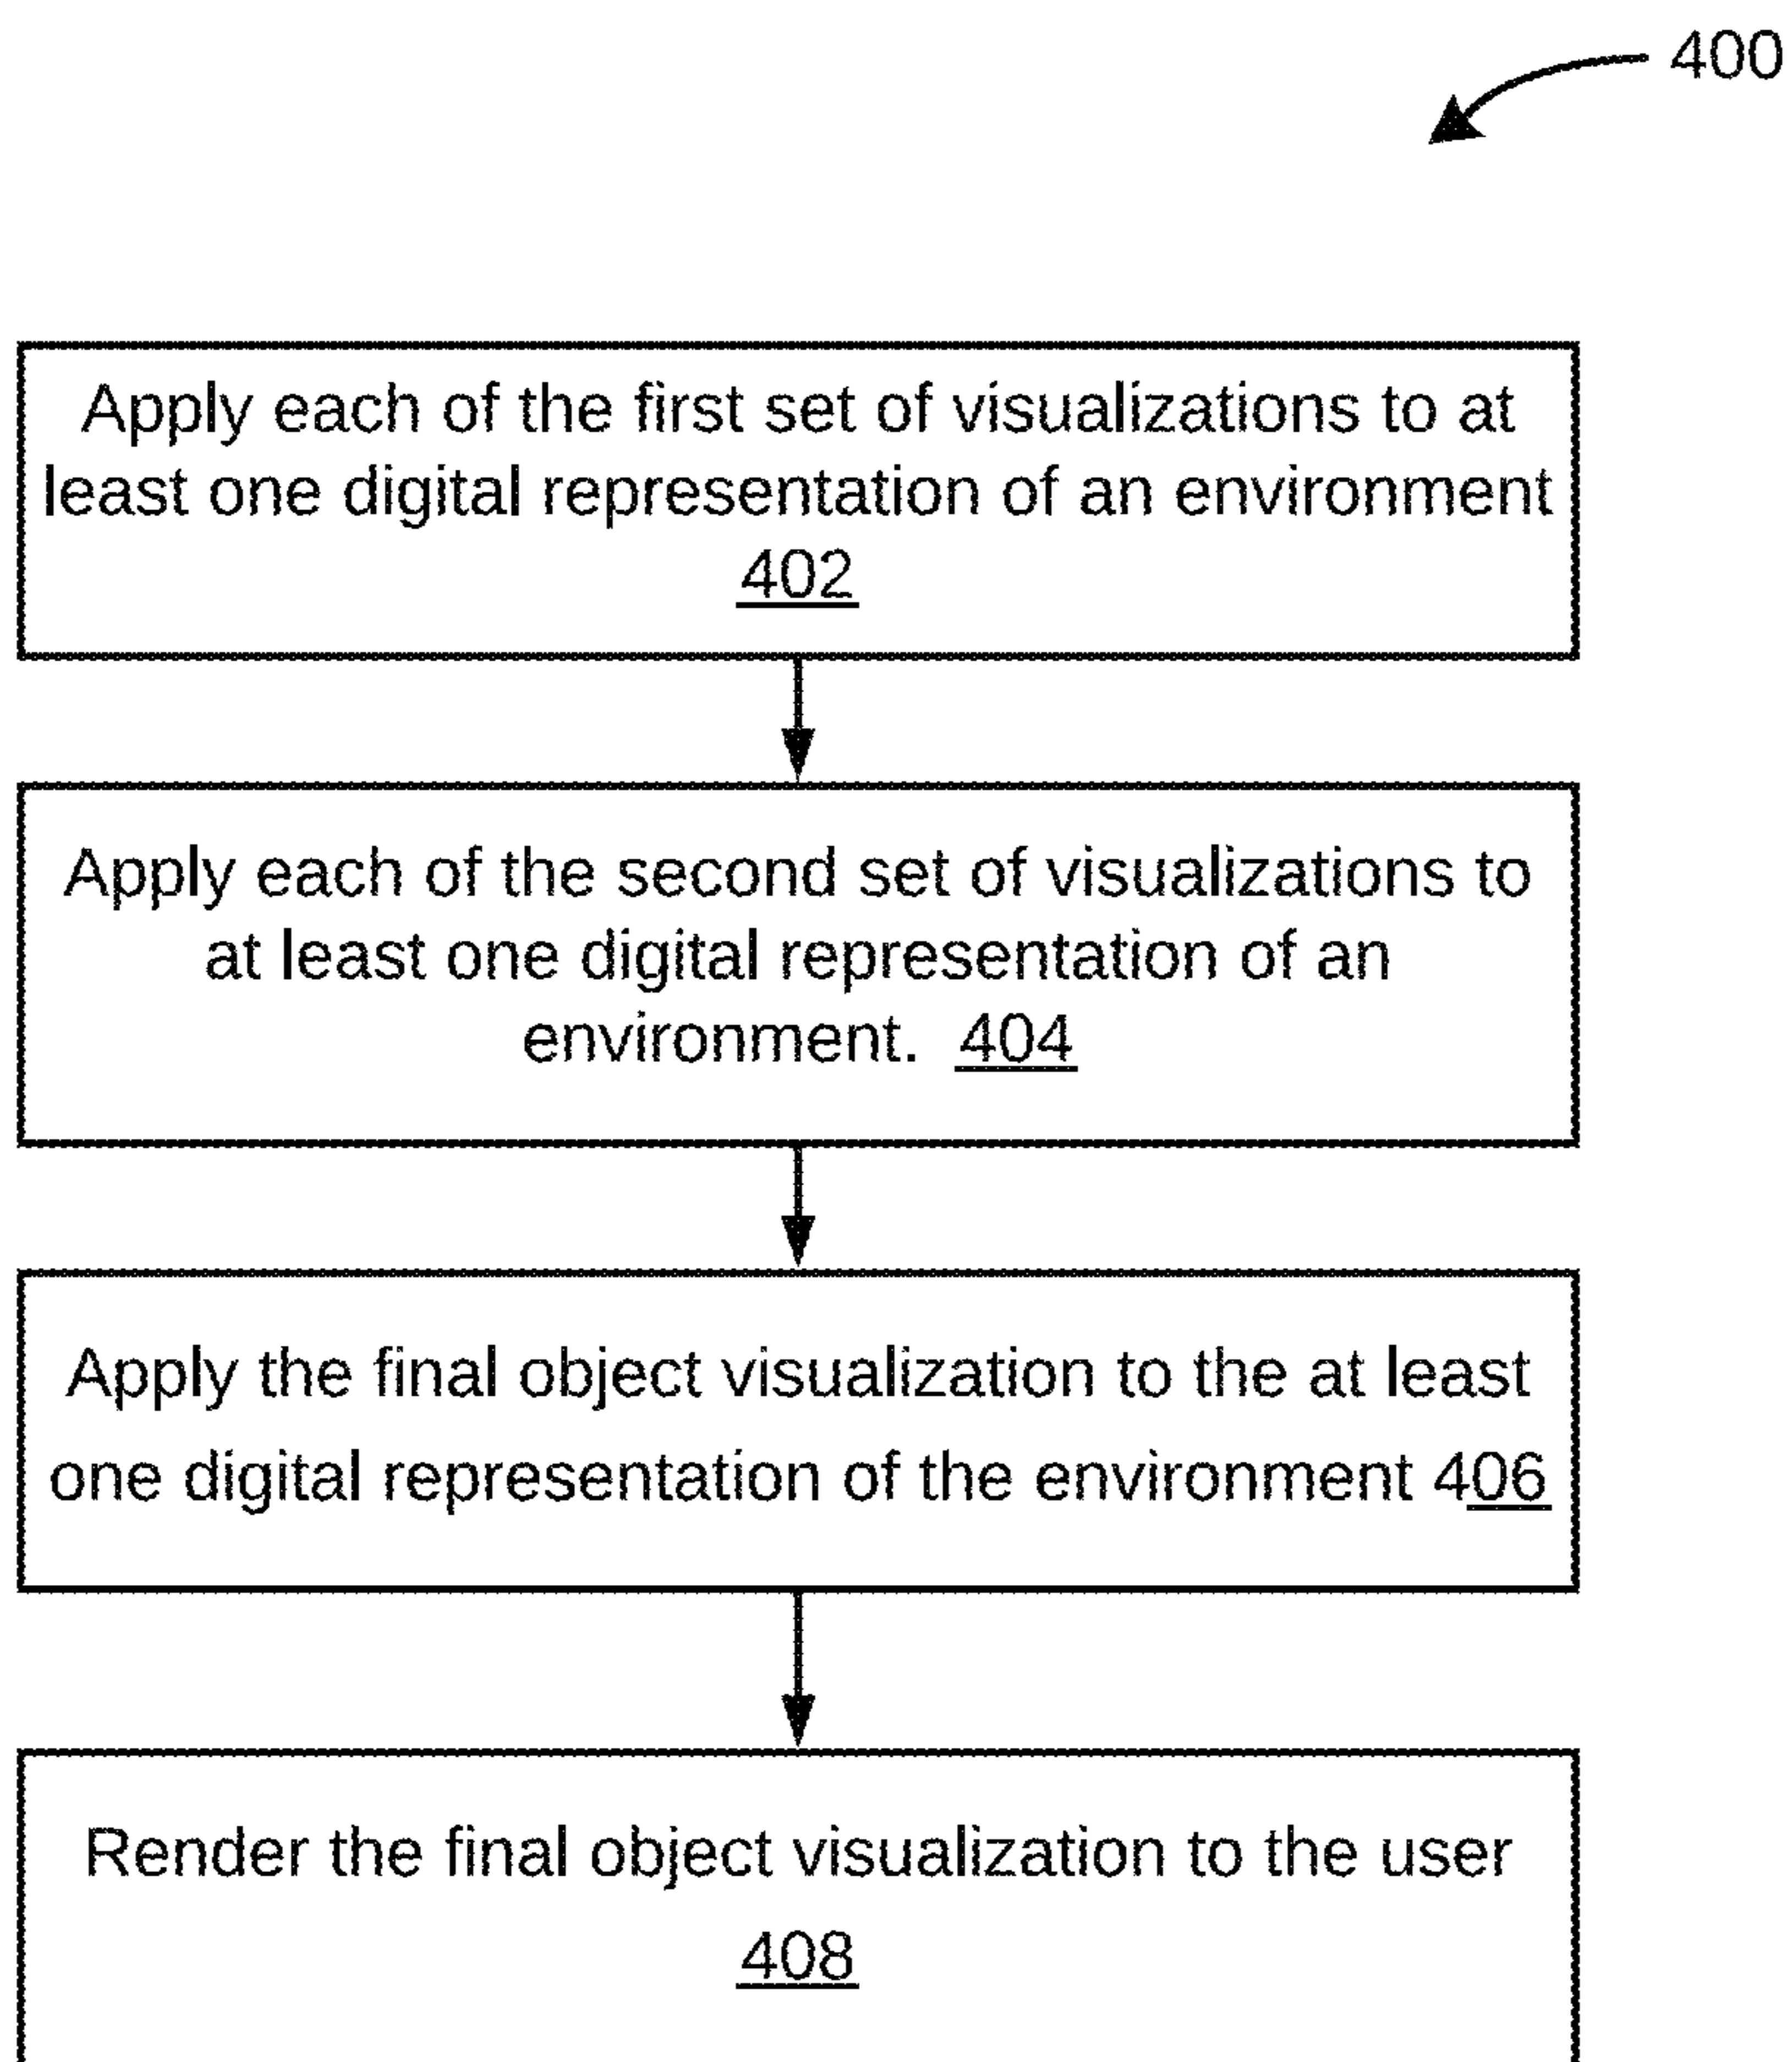 400
Apply each of the first set of visualizations to at
least one digital representation of an environment
402
Apply each of the second set of visualizations to
at least one digital representation of an
environment. 404
Apply the final object visualization to the at least
one digital representation of the environment 406
Render the final object visualization to the user
408